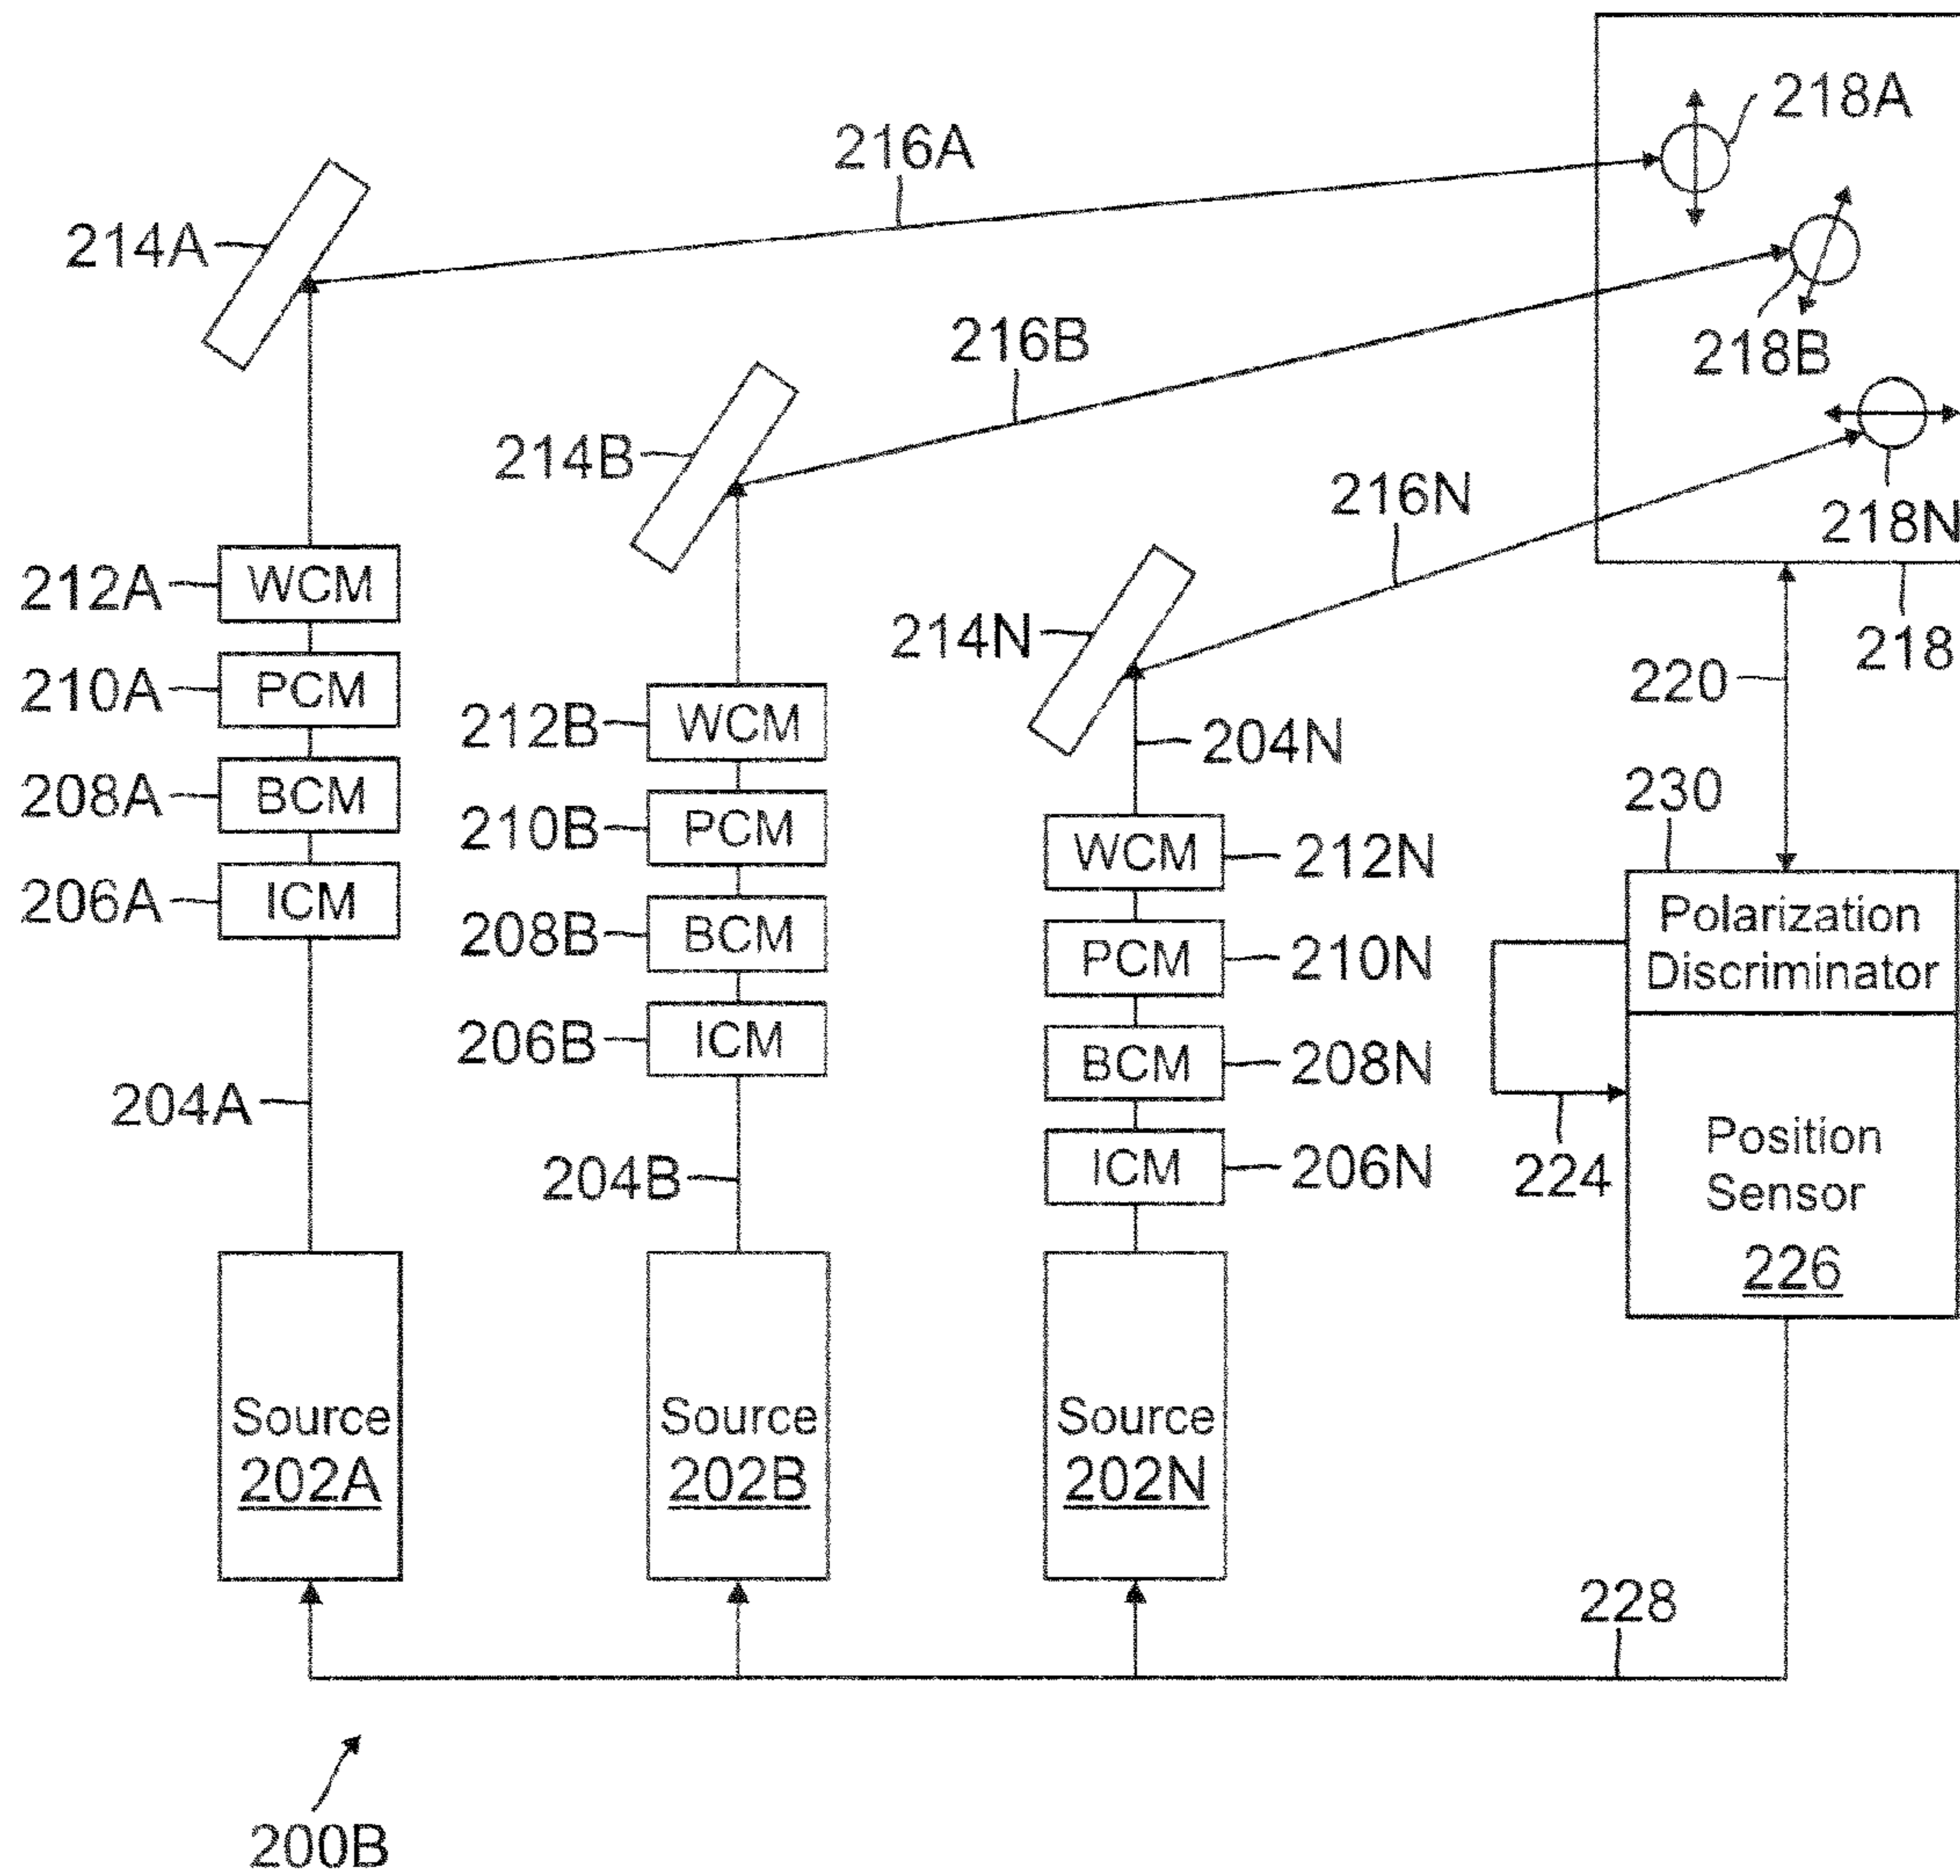 218A
216A
214A
216B
218B
214B
216N
218N
212A
WCM
214N
218
210A
PCM
220
212B
WCM
204N
208A
BCM
230
210B
PCM
WCM
212N
206A
ICM
Polarization
Discriminator
208B
BCM
PCM
210N
206B
ICM
BCM
208N
204A
Position
Sensor
226
204B
ICM
206N
224
Source
202A
Source
202B
Source
202N
228
200B